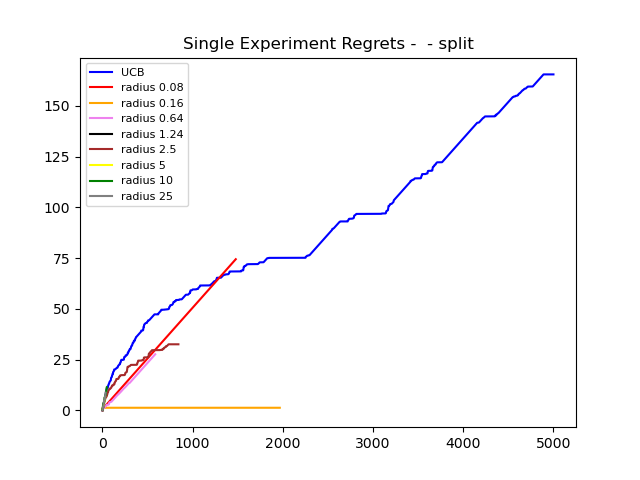 Single Experiment Regrets -  - split
UCB
radius 0.08
radius 0.16
radius 0.64
radius 1.24
radius 2.5
radius 5
radius 10
radius 25
150
125
100
75
50
25
0
0 1000 2000 3000 4000 5000